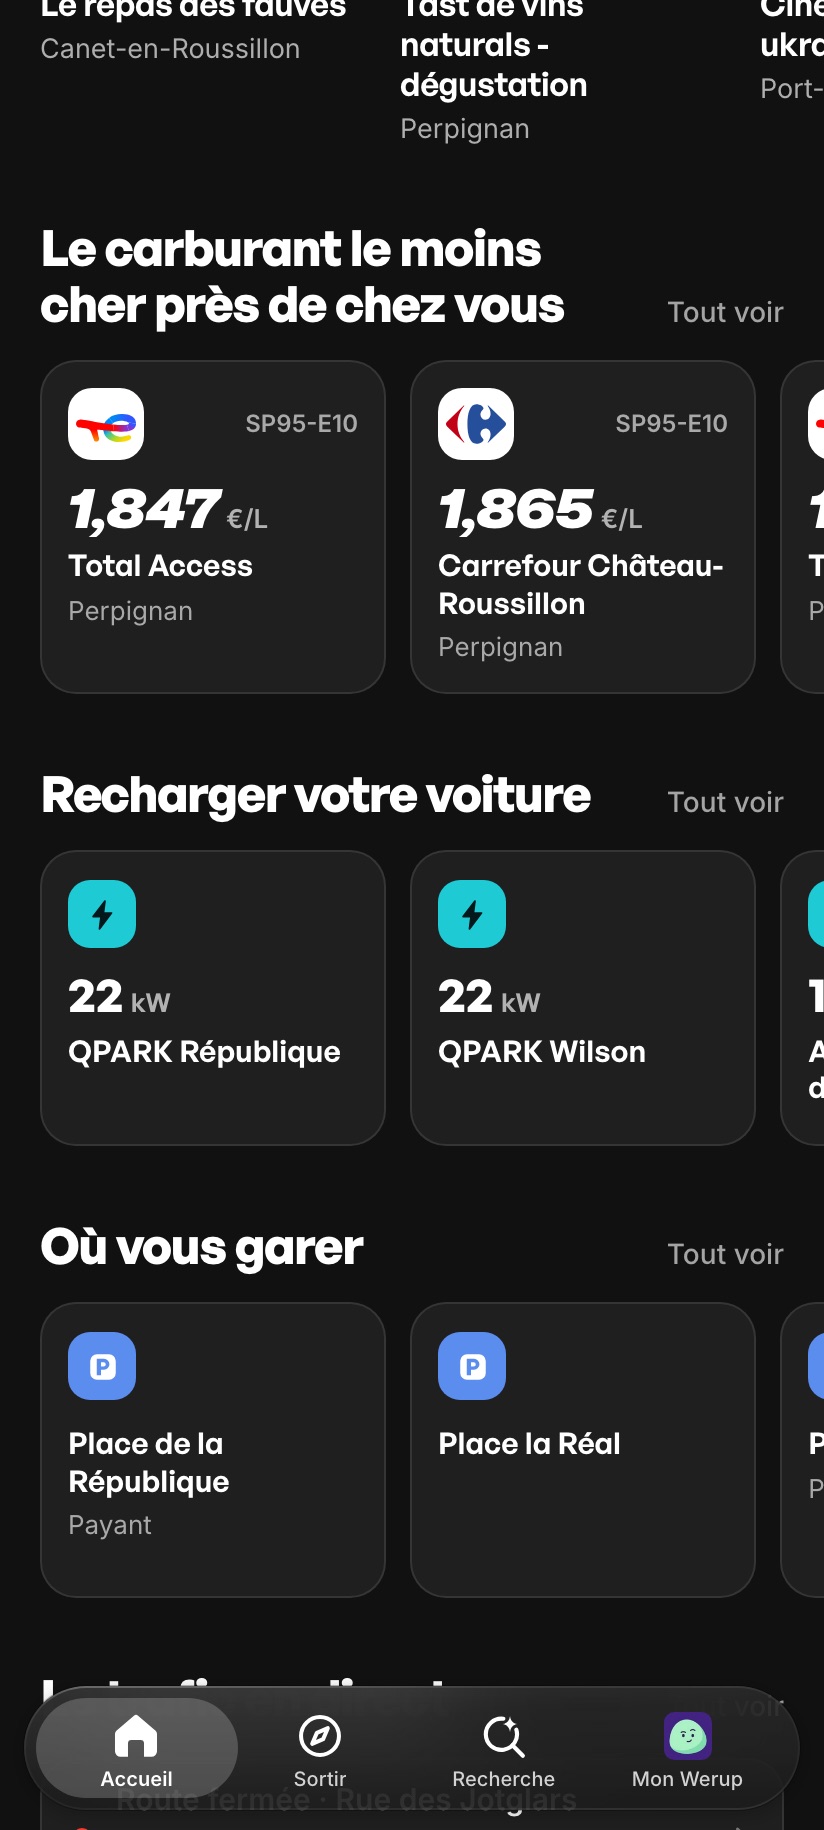 Le repas des fauves
Canet-en-Roussillon
Tast de vins
naturals -
dégustation
Perpignan
Le carburant le moins
cher près de chez vous
Tout voir
SP95-E10
1,847 €/L
Total Access
Perpignan
SP95-E10
1,865 €/L
Carrefour Château-
Roussillon
Perpignan
Recharger votre voiture
Tout voir
22 kW
QPARK République
22 kW
QPARK Wilson
Où vous garer
Tout voir
P
Place de la
République
Payant
P
Place la Réal
voir
Accueil
Sortir
Recherche
Mon Werup
Route fermée · Rue des Jotglars